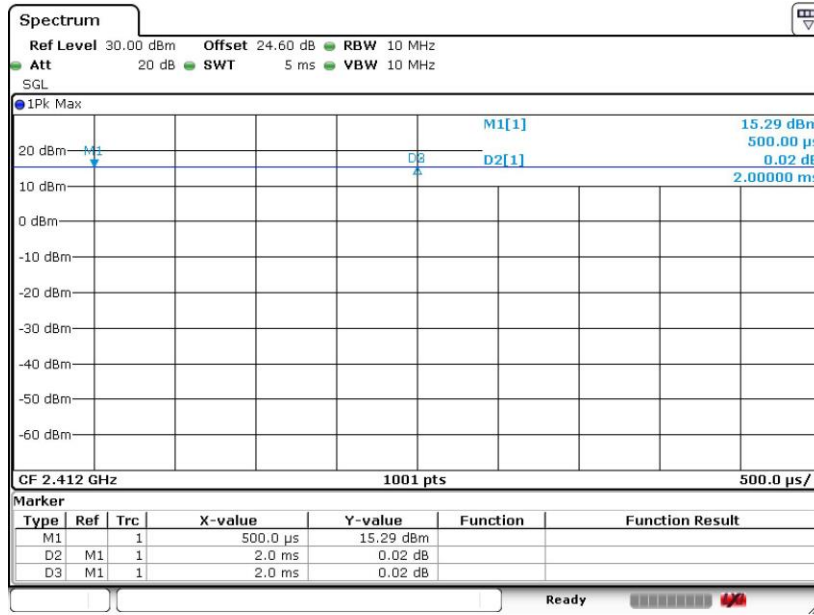 Spectrum
Ref Level 30.00 dBm Offset 24.60 dB RBW 10 MHz
Att 20 dB SWT 5 ms VBW 10 MHz
SGL
1Pk Max
M1[1] 15.29 dBm
500.00 µs
20 dBm M1 D2[1] 0.02 dB
2.00000 ms
10 dBm
0 dBm
-10 dBm
-20 dBm
-30 dBm
-40 dBm
-50 dBm
-60 dBm
CF 2.412 GHz 1001 pts 500.0 µs/
Marker
Type Ref Trc X-value Y-value Function Function Result
M1 1 500.0 µs 15.29 dBm
D2 M1 1 2.0 ms 0.02 dB
D3 M1 1 2.0 ms 0.02 dB
Ready